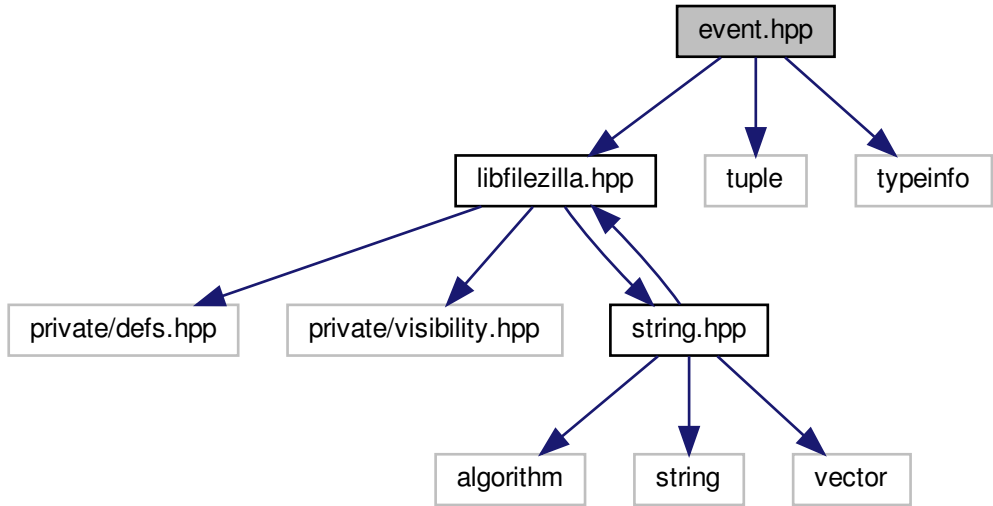 event.hpp
libfilezilla.hpp
tuple
typeinfo
private/defs.hpp
private/visibility.hpp
string.hpp
algorithm
string
vector